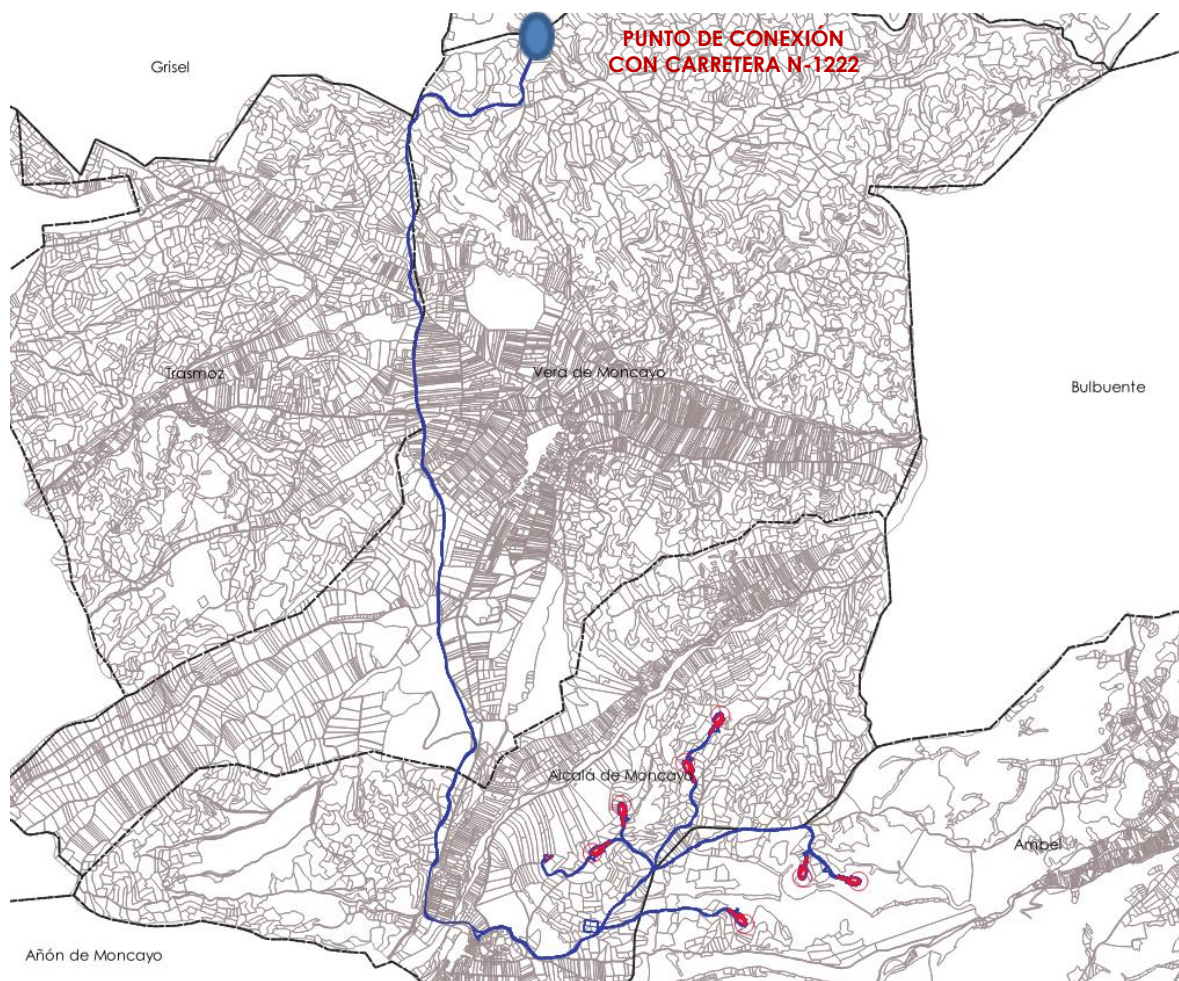 PUNTO DE CONEXIÓN
CON CARRETERA N-1222
Grisel
Trasmoz
Vera de Moncayo
Bulbuente
Alcalá de Moncayo
Ambel
Añón de Moncayo